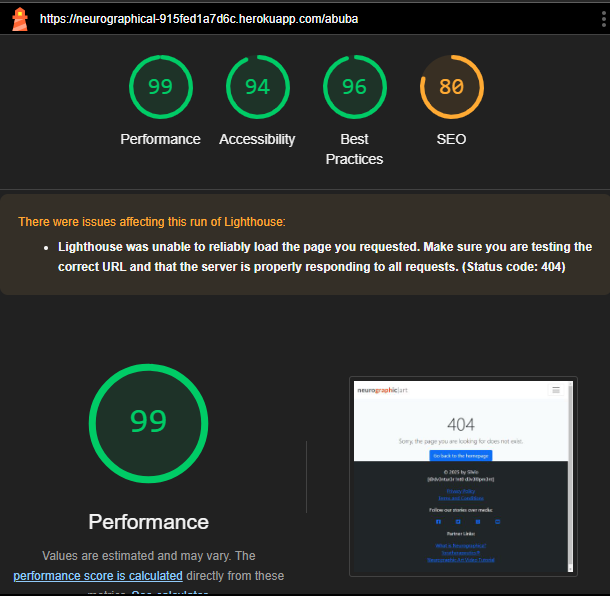 https://neurographical-915fed1a7d6c.herokuapp.com/abuba
99
94
96
80
Performance
Accessibility
Best
Practices
SEO
There were issues affecting this run of Lighthouse:
• Lighthouse was unable to reliably load the page you requested. Make sure you are testing the
correct URL and that the server is properly responding to all requests. (Status code: 404)
99
Performance
Values are estimated and may vary. The
performance score is calculated directly from these
metrics. See calculator.
neurographic|art
404
Sorry, the page you are looking for does not exist.
Go back to the homepage
© 2025 by Silvio
Privacy Policy
Terms and Conditions
Follow our stories over media:
Partner Links
What is Neurographica?
Neurographic Art Video Tutorial